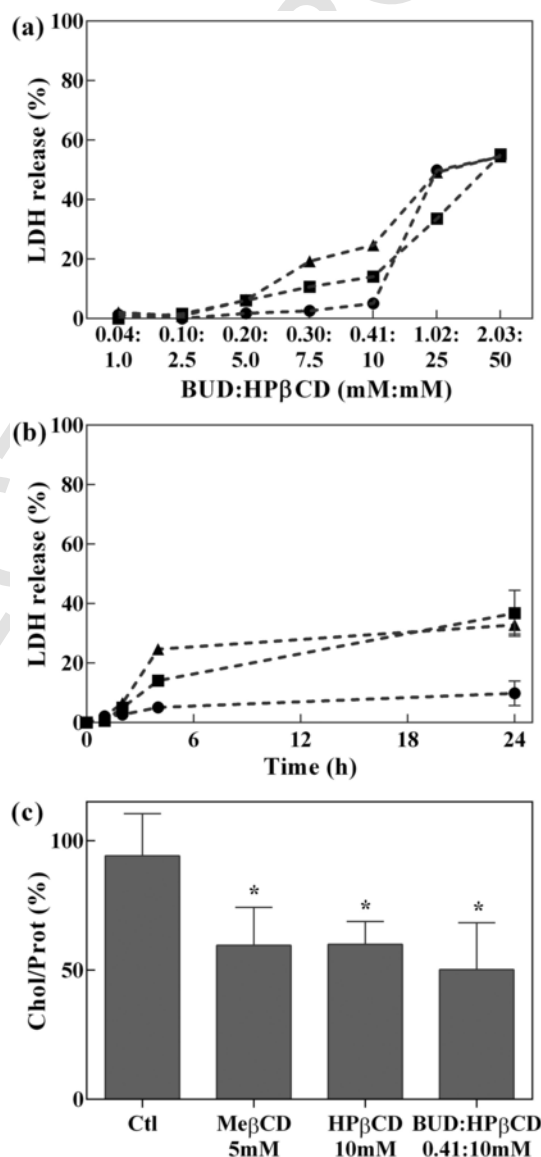 (a)
LDH release (%)
100
80
60
40
20
0
0.04: 0.10: 0.20: 0.30: 0.41: 1.02: 2.03:
1.0 2.5 5.0 7.5 10 25 50
BUD:HPβCD (mM:mM)
(b)
LDH release (%)
100
80
60
40
20
0
0 6 12 18 24
Time (h)
(c)
Chol/Prot (%)
100
50
0
* * *
Ctl MeβCD HPβCD BUD:HPβCD
5mM 10mM 0.41:10mM